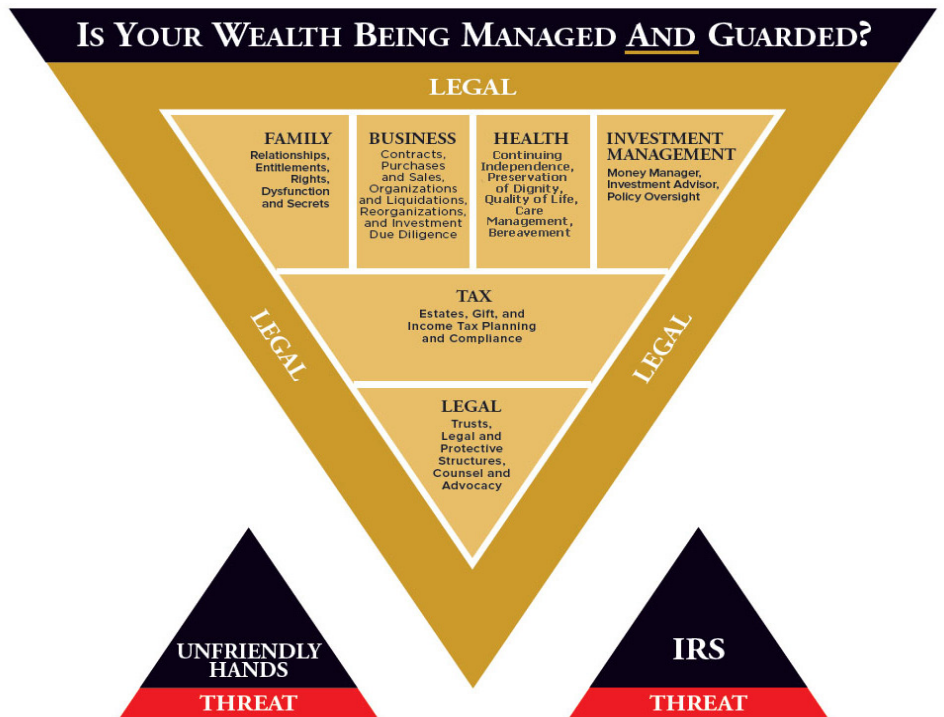 IS YOUR WEALTH BEING MANAGED AND GUARDED?
LEGAL
FAMILY
Relationships,
Entitlements,
Rights,
Dysfunction
and Secrets
BUSINESS
Contracts,
Purchases
and Sales,
Organizations
and Liquidations,
Reorganizations,
and Investment
Due Diligence
HEALTH
Continuing
Independence,
Preservation
of Dignity,
Quality of Life,
Care
Management,
Bereavement
INVESTMENT
MANAGEMENT
Money Manager,
Investment Advisor,
Policy Oversight
TAX
Estates, Gift, and
Income Tax Planning
and Compliance
LEGAL
LEGAL
LEGAL
Trusts,
Legal and
Protective
Structures,
Counsel and
Advocacy
UNFRIENDLY
HANDS
THREAT
IRS
THREAT